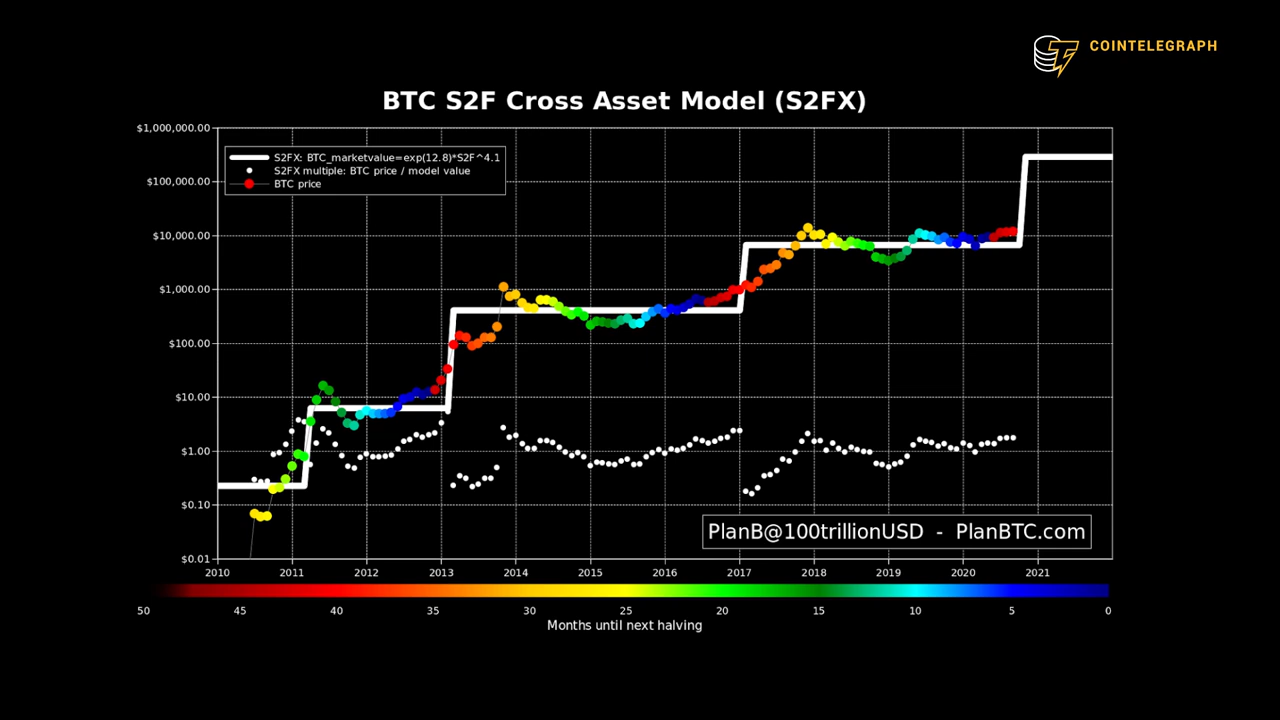 COINTELEGRAPH
BTC S2F Cross Asset Model (S2FX)
$1,000,000.00
$100,000.00
$10,000.00
$1,000.00
$100.00
$10.00
$1.00
$0.10
$0.01
S2FX: BTC_marketvalue=exp(12.8)*S2F^4.1
S2FX multiple: BTC price / model value
BTC price
PlanB@100trillionUSD - PlanBTC.com
2010 2011 2012 2013 2014 2015 2016 2017 2018 2019 2020 2021
50 45 40 35 30 25 20 15 10 5 0
Months until next halving